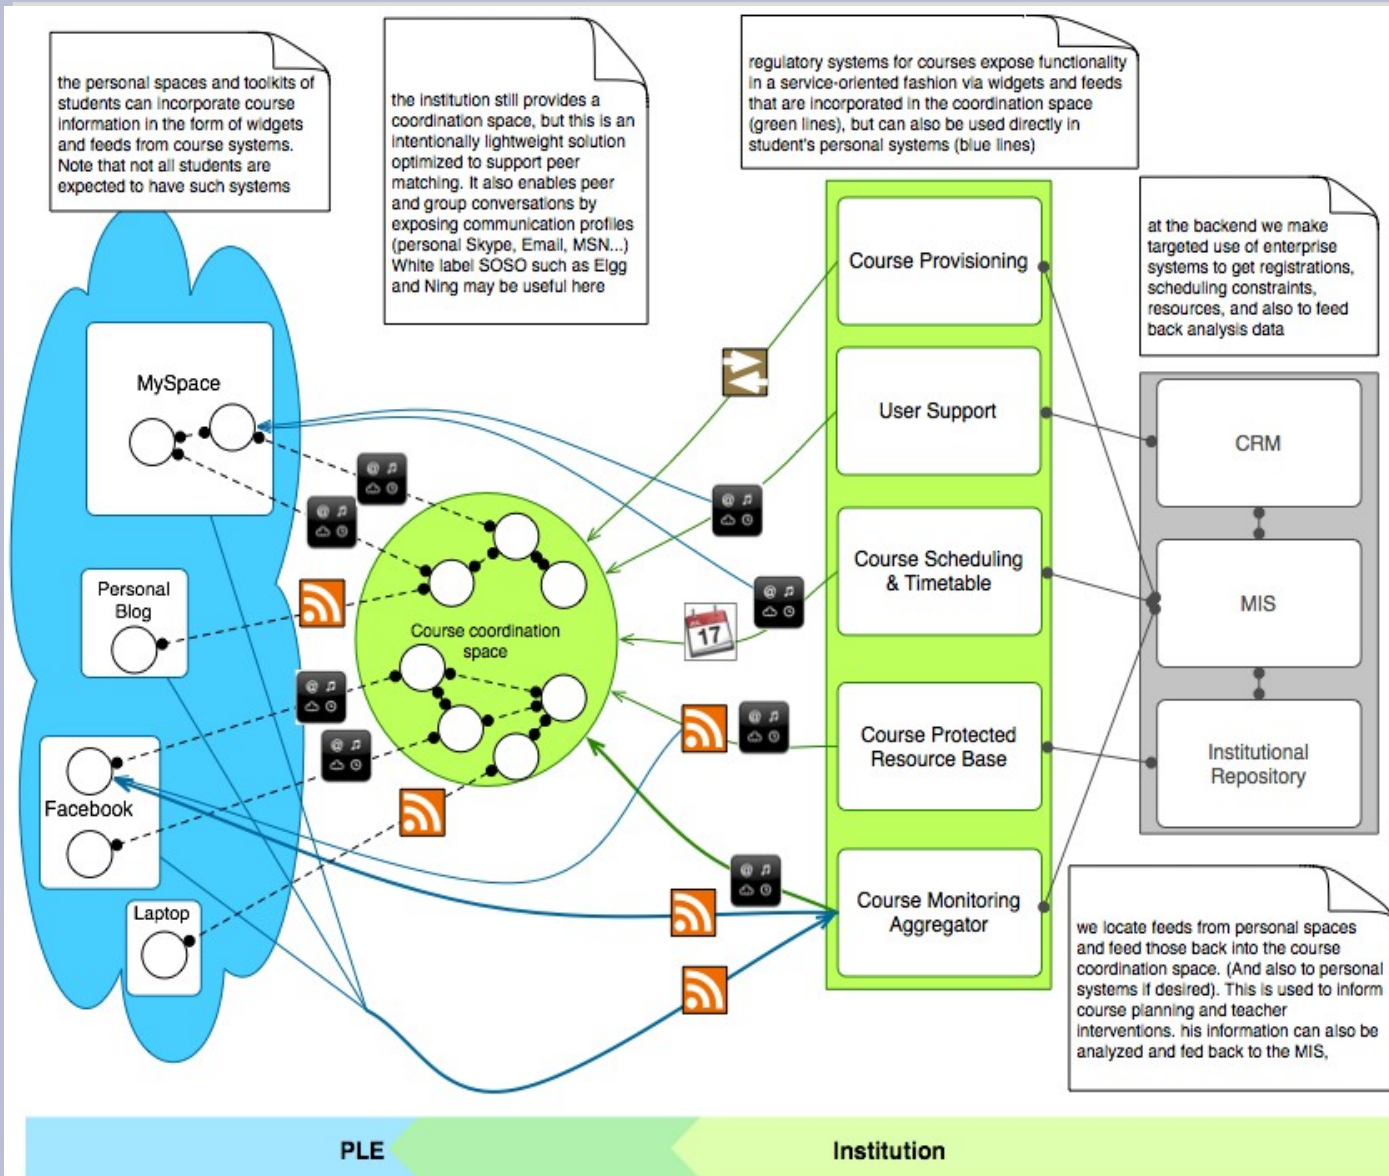 the personal spaces and toolkits of
students can incorporate course
information in the form of widgets
and feeds from course systems.
Note that not all students are
expected to have such systems
the institution still provides a
coordination space, but this is an
intentionally lightweight solution
optimized to support peer
matching. It also enables peer
and group conversations by
exposing communication profiles
(personal Skype, Email, MSN...)
White label SOSO such as Elgg
and Ning may be useful here
regulatory systems for courses expose functionality
in a service-oriented fashion via widgets and feeds
that are incorporated in the coordination space
(green lines), but can also be used directly in
student's personal systems (blue lines)
at the backend we make
targeted use of enterprise
systems to get registrations,
scheduling constraints,
resources, and also to feed
back analysis data
MySpace
Personal
Blog
Facebook
Laptop
Course coordination
space
17
Course Provisioning
User Support
Course Scheduling
& Timetable
Course Protected
Resource Base
Course Monitoring
Aggregator
CRM
MIS
Institutional
Repository
we locate feeds from personal spaces
and feed those back into the course
coordination space. (And also to personal
systems if desired). This is used to inform
course planning and teacher
interventions. his information can also be
analyzed and fed back to the MIS,
PLE
Institution